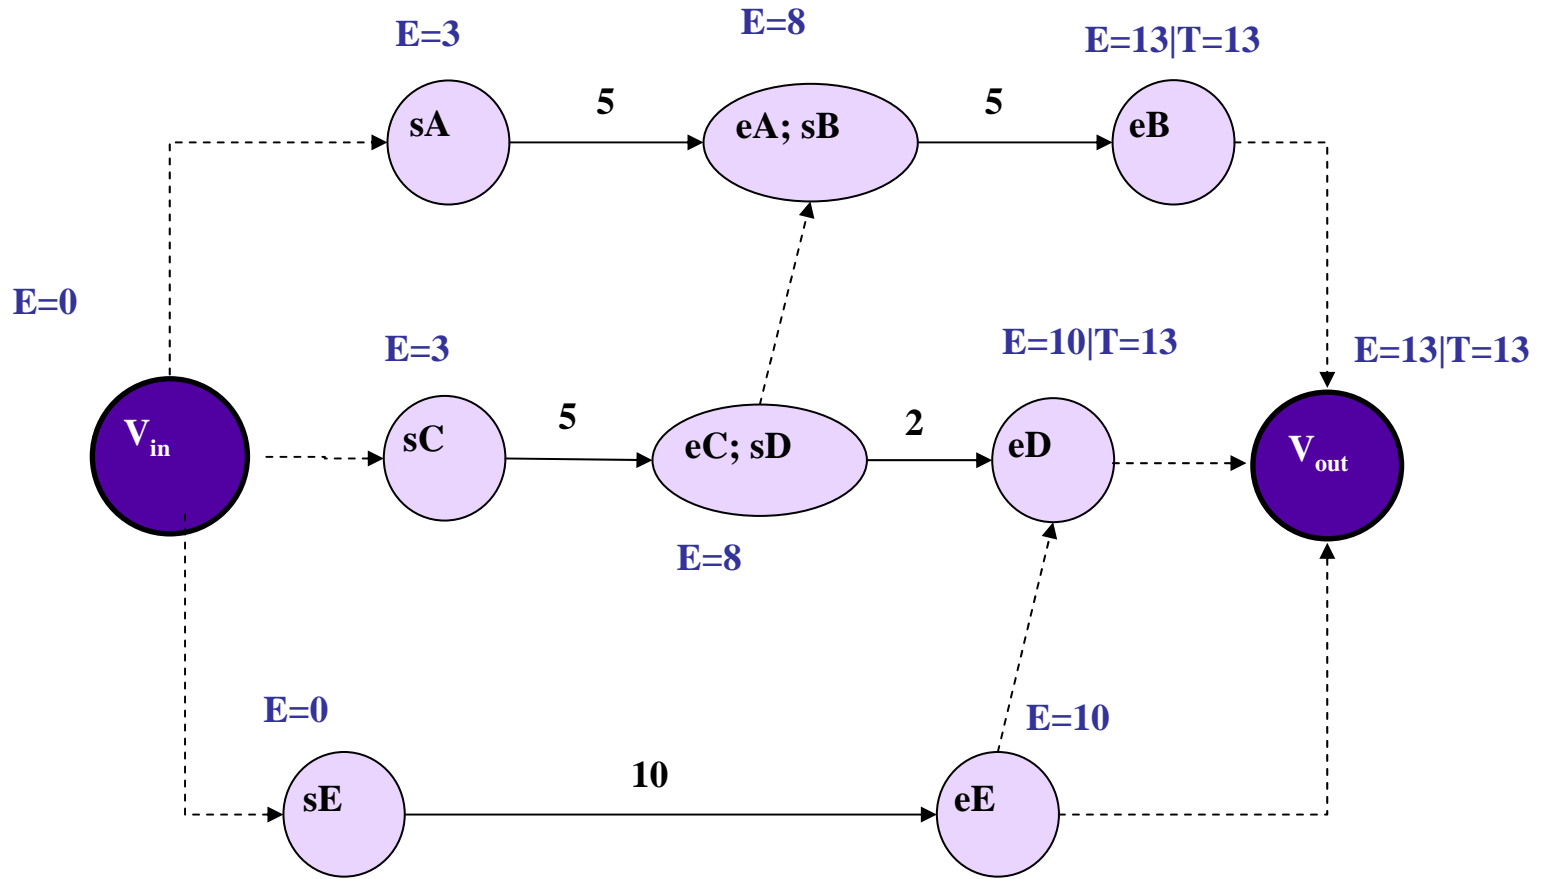 E=3
E=8
E=13|T=13
sA
5
eA; sB
5
eB
E=0
E=3
E=10|T=13
E=13|T=13
Vin
sC
5
eC; sD
2
eD
Vout
E=8
E=0
E=10
sE
10
eE